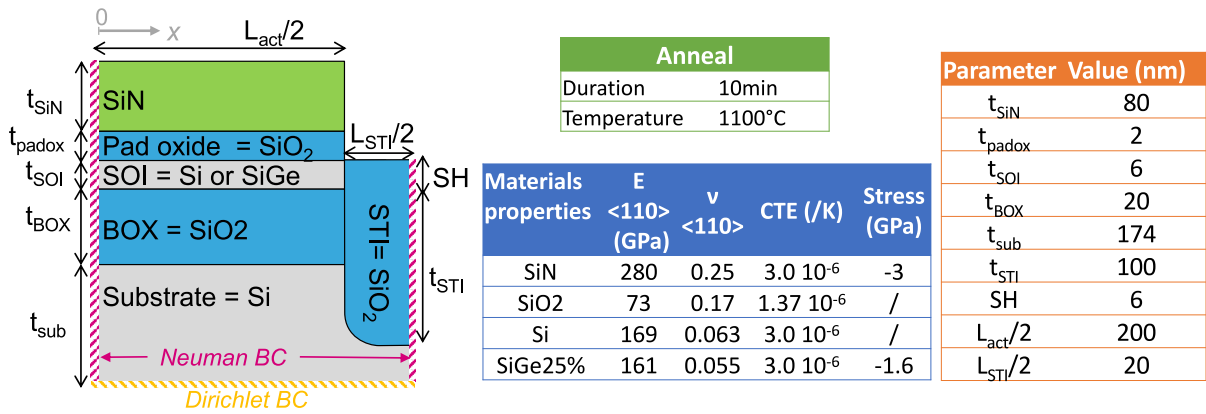 0
x
L_act/2
t_SiN
SiN
t_padox
Pad oxide = SiO₂
L_STI/2
t_SOI
SOI = Si or SiGe
SH
t_BOX
BOX = SiO2
STI= SiO₂
t_STI
Substrate = Si
t_sub
Neuman BC
Dirichlet BC
Anneal
Duration 10min
Temperature 1100°C
Materials properties E <110> (GPa) ν <110> CTE (/K) Stress (GPa)
SiN 280 0.25 3.0 10⁻⁶ -3
SiO2 73 0.17 1.37 10⁻⁶ /
Si 169 0.063 3.0 10⁻⁶ /
SiGe25% 161 0.055 3.0 10⁻⁶ -1.6
Parameter Value (nm)
t_SiN 80
t_padox 2
t_SOI 6
t_BOX 20
t_sub 174
t_STI 100
SH 6
L_act/2 200
L_STI/2 20